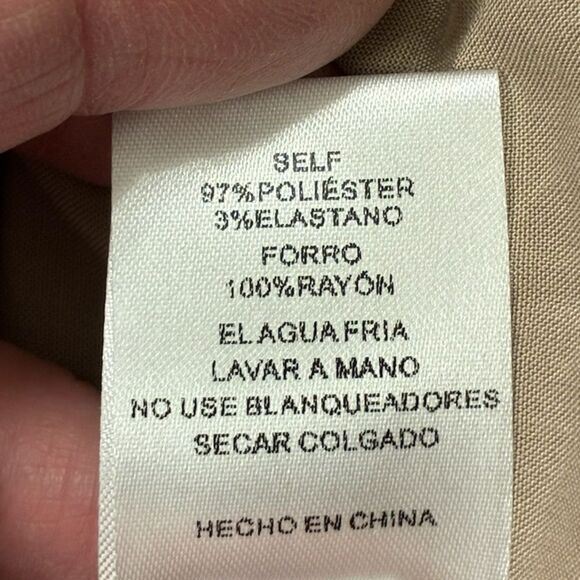 SELF
97%POLIÉSTER
3%ELASTANO
FORRO
100%RAYÓN
EL AGUA FRIA
LAVAR A MANO
NO USE BLANQUEADORES
SECAR COLGADO
HECHO EN CHINA